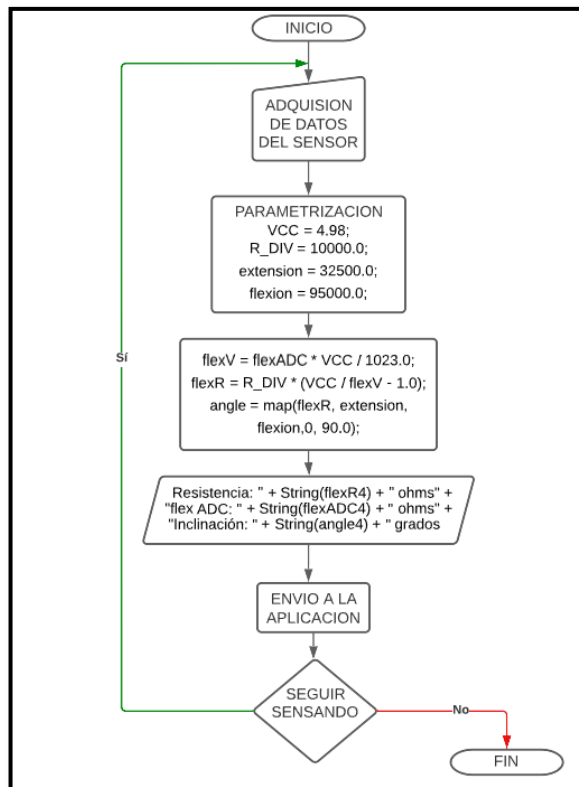 INICIO
ADQUISION
DE DATOS
DEL SENSOR
PARAMETRIZACION
VCC = 4.98;
R_DIV = 10000.0;
extension = 32500.0;
flexion = 95000.0;
Sí
flexV = flexADC * VCC / 1023.0;
flexR = R_DIV * (VCC / flexV - 1.0);
angle = map(flexR, extension,
flexion,0, 90.0);
Resistencia: " + String(flexR4) + " ohms" +
"flex ADC: " + String(flexADC4) + " ohms" +
"Inclinación: " + String(angle4) + " grados
ENVIO A LA
APLICACION
SEGUIR
SENSANDO
No
FIN